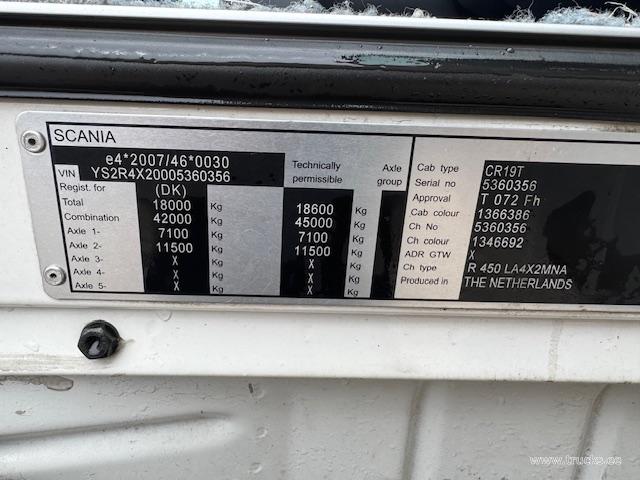 SCANIA
e4*2007/46*0030
VIN YS2R4X20005360356
Technically permissible
Axle group
Regist. for (DK)
Total 18000 Kg 18600 Kg
Combination 42000 Kg 45000 Kg
Axle 1- 7100 Kg 7100 Kg
Axle 2- 11500 Kg 11500 Kg
Axle 3- X Kg X Kg
Axle 4- X Kg X Kg
Axle 5- X Kg X Kg
Cab type CR19T
Serial no 5360356
Approval T 072 Fh
Cab colour 1366386
Ch No 5360356
Ch colour 1346692
ADR GTW X
Ch type R 450 LA4X2MNA
Produced in THE NETHERLANDS
www.trucks.ee